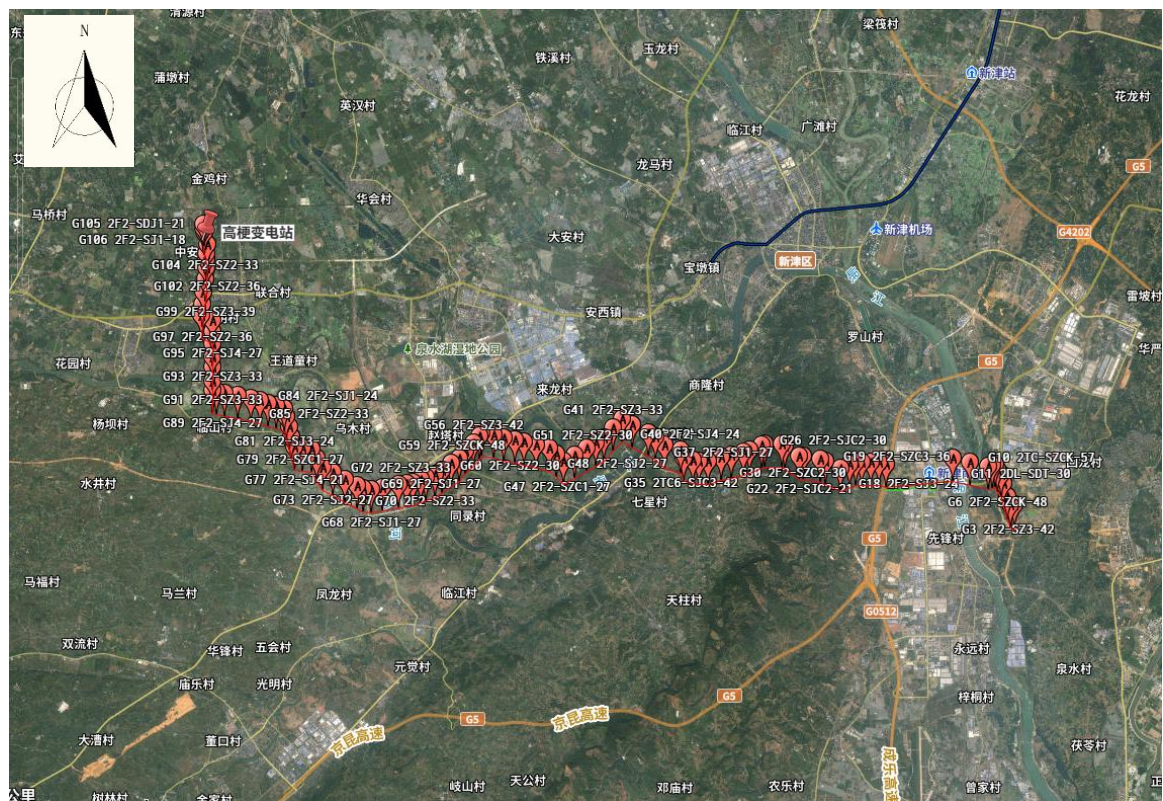 清源村
梁筏村
N
玉龙村
铁溪村
蒲墩村
新津站
花龙村
英汉村
广滩村
临江村
G5
龙马村
金鸡村
华会村
马桥村
G105 2F2-SDJ1-21
高梗变电站
新津机场
G4202
G106 2F2-SJ1-18
大安村
中安
新津区
宝墩镇
G104 2F2-SZ3-33
G102 2F2-SZ2-36
联合村
雷坡村
G99 2F2-SZ3-39
安西镇
G97 2F2-SZ2-36
罗山村
泉水湖湿地公园
G95 2F2-SJ4-27
王道童村
花园村
G5
G93 2F2-SZ3-33
商隆村
来龙村
G84 2F2-SJ1-24
G91 2F2-SZ3-33
G41 2F2-SZ3-33
G85 2F2-SZ2-33
杨坝村
G89 2F2-SJ4-27
乌木村
G56 2F2-SZ3-42
G51 2F2-SZ2-30
G40 2F2-SJ4-24
G81 2F2-SJ3-24
G59 2F2-SZCK-48
G26 2F2-SJC2-30
G37 2F2-SJ1-27
G19 2F2-SZC3-36
G10 2TC-SZCK-57
G79 2F2-SZC1-27
G72 2F2-SZ3-33
G60 2F2-SZ2-30
G48 2F2-SJ2-27
G30 2F2-SZC2-30
G11 2DL-SDT-30
水井村
G77 2F2-SJ4-21
G69 2F2-SJ1-27
G47 2F2-SZC1-27
G35 2TC6-SJC3-42
G22 2F2-SJC2-21
G18 2F2-SJ3-24
G73 2F2-SJ2-27
G70 2F2-SZ2-33
七星村
G6 2F2-SZCK-48
G68 2F2-SJ1-27
同录村
G3 2F2-SZ3-42
G5
先锋村
马福村
马兰村
凤龙村
临江村
天柱村
G0512
双流村
华锋村
五会村
永远村
元觉村
泉水村
庙乐村
光明村
G5
梓桐村
G5
京昆高速
京昆高速
大漕村
董口村
茯苓村
成乐高速
岐山村
天公村
邓庙村
农乐村
曾家村
公里